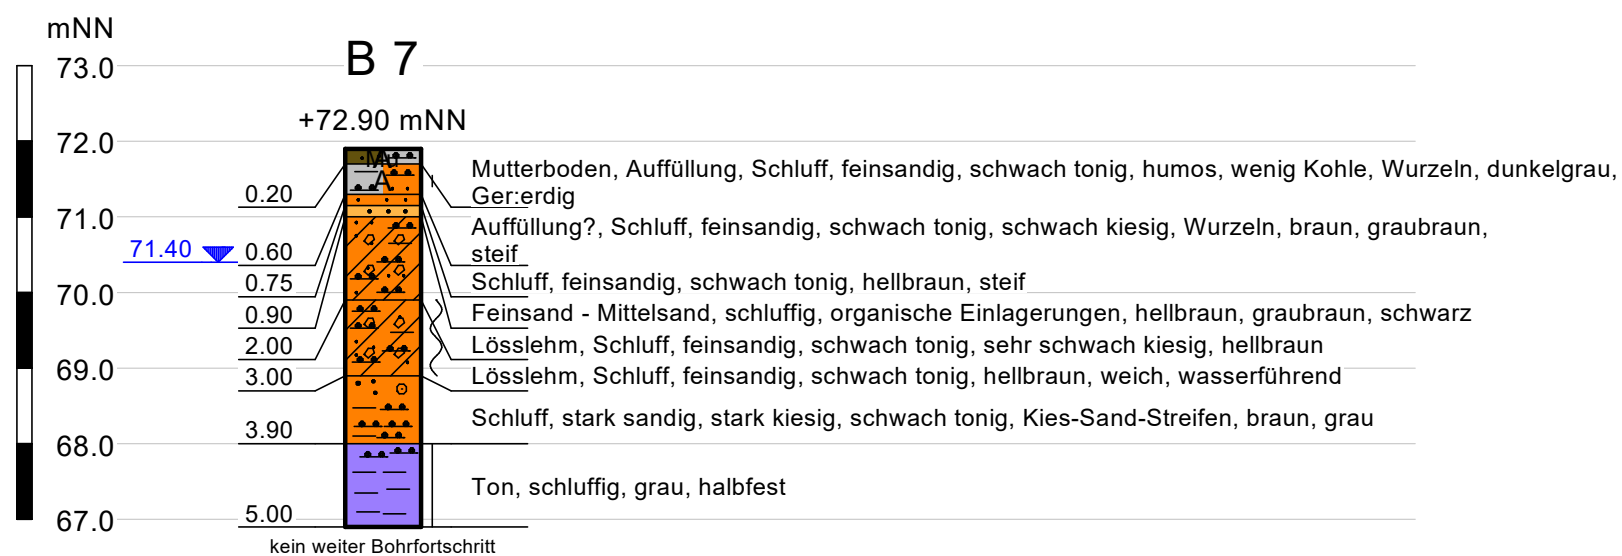 mNN
B 7
73.0
+72.90 mNN
72.0
Mu
A
Mutterboden, Auffüllung, Schluff, feinsandig, schwach tonig, humos, wenig Kohle, Wurzeln, dunkelgrau,
0.20
Ger:erdig
71.0
Auffüllung?, Schluff, feinsandig, schwach tonig, schwach kiesig, Wurzeln, braun, graubraun,
71.40
0.60
steif
0.75
Schluff, feinsandig, schwach tonig, hellbraun, steif
70.0
0.90
Feinsand - Mittelsand, schluffig, organische Einlagerungen, hellbraun, graubraun, schwarz
2.00
Lösslehm, Schluff, feinsandig, schwach tonig, sehr schwach kiesig, hellbraun
69.0
3.00
Lösslehm, Schluff, feinsandig, schwach tonig, hellbraun, weich, wasserführend
3.90
Schluff, stark sandig, stark kiesig, schwach tonig, Kies-Sand-Streifen, braun, grau
68.0
Ton, schluffig, grau, halbfest
5.00
67.0
kein weiter Bohrfortschritt